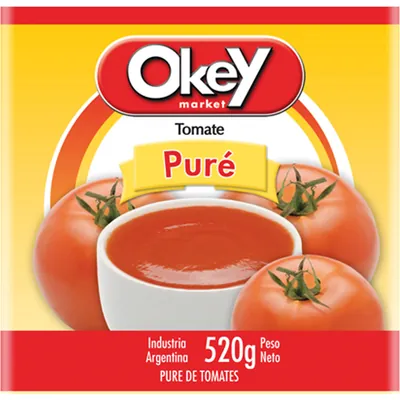 OkeY
market
Tomate
Puré
Industria
Argentina
520g
Peso
Neto
PURE DE TOMATES